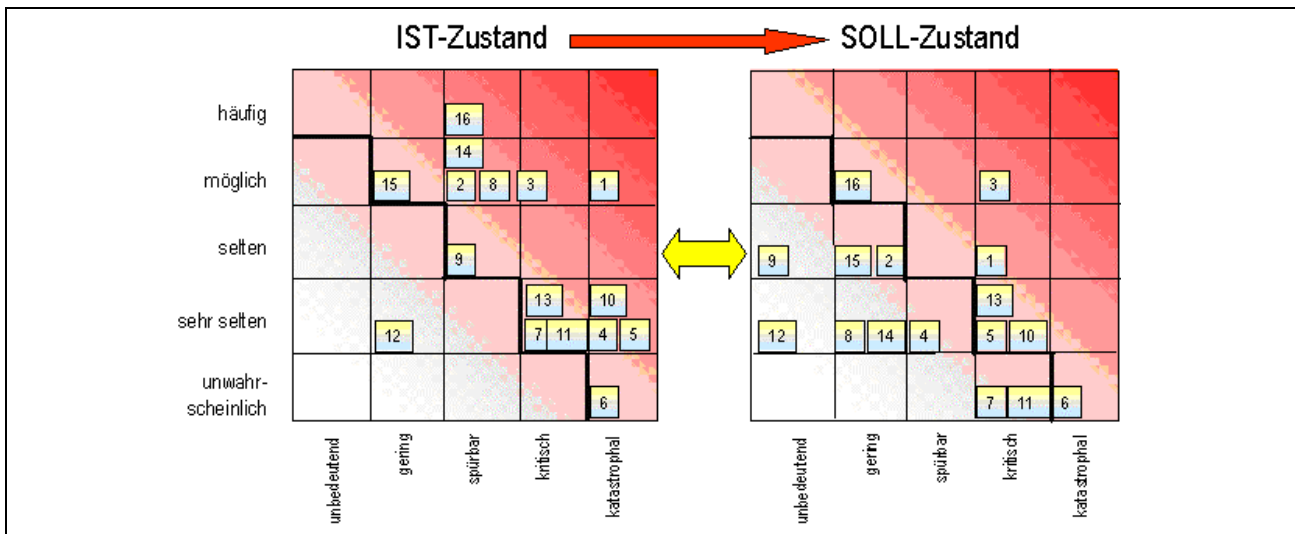 IST-Zustand SOLL-Zustand
häufig
16
14
möglich
15 2 8 3 1
16 3
selten
9
9 15 2 1
13 10
13
sehr selten
12 7 11 4 5
12 8 14 4 5 10
unwahr-
scheinlich
6
7 11 6
unbedeutend
gering
spürbar
kritisch
katastrophal
unbedeutend
gering
spürbar
kritisch
katastrophal